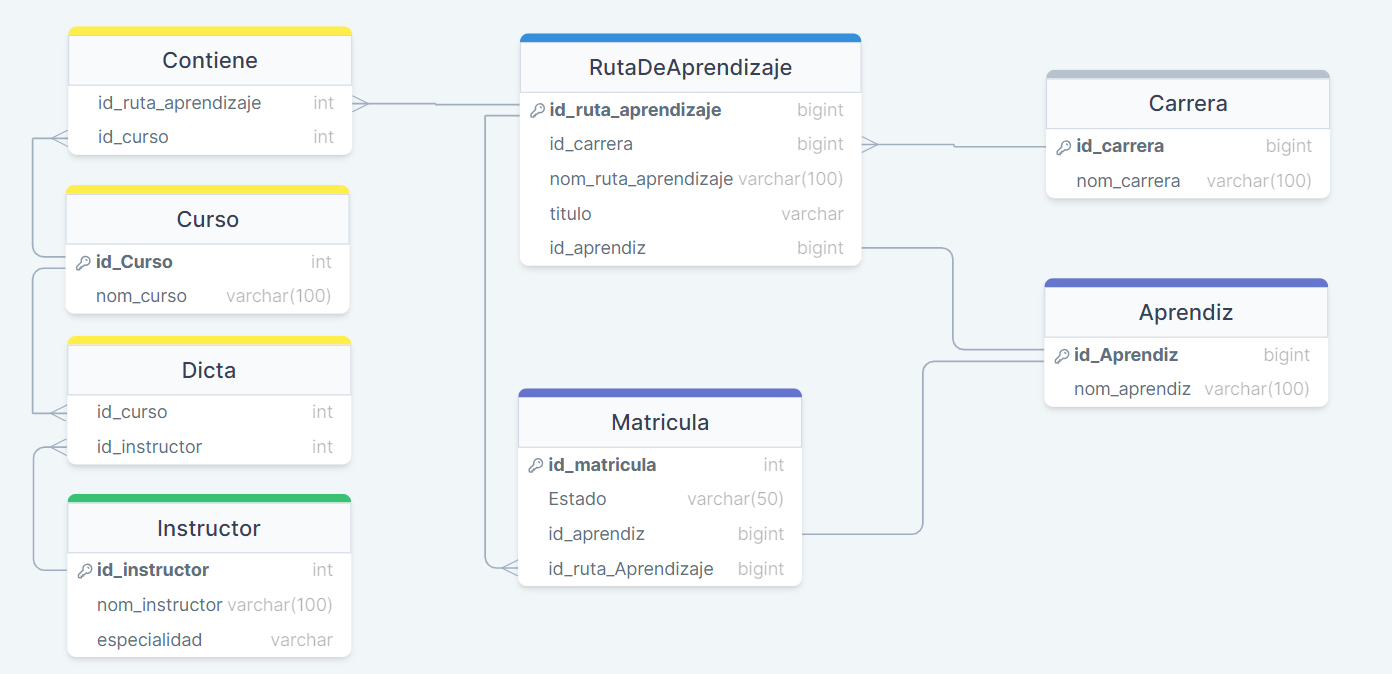 Contiene
id_ruta_aprendizaje int
id_curso int
Curso
id_Curso int
nom_curso varchar(100)
Dicta
id_curso int
id_instructor int
Instructor
id_instructor int
nom_instructor varchar(100)
especialidad varchar
RutaDeAprendizaje
id_ruta_aprendizaje bigint
id_carrera bigint
nom_ruta_aprendizaje varchar(100)
titulo varchar
id_aprendiz bigint
Matricula
id_matricula int
Estado varchar(50)
id_aprendiz bigint
id_ruta_Aprendizaje bigint
Carrera
id_carrera bigint
nom_carrera varchar(100)
Aprendiz
id_Aprendiz bigint
nom_aprendiz varchar(100)